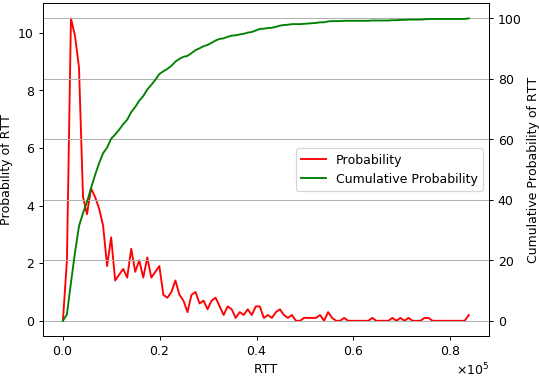 Probability of RTT
10
8
6
4
2
0
100
80
60
40
20
0
Cumulative Probability of RTT
Probability
Cumulative Probability
0.0 0.2 0.4 0.6 0.8
RTT
×10⁵